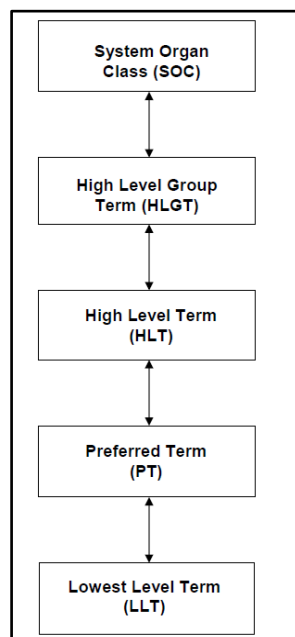 System Organ
Class (SOC)
High Level Group
Term (HLGT)
High Level Term
(HLT)
Preferred Term
(PT)
Lowest Level Term
(LLT)